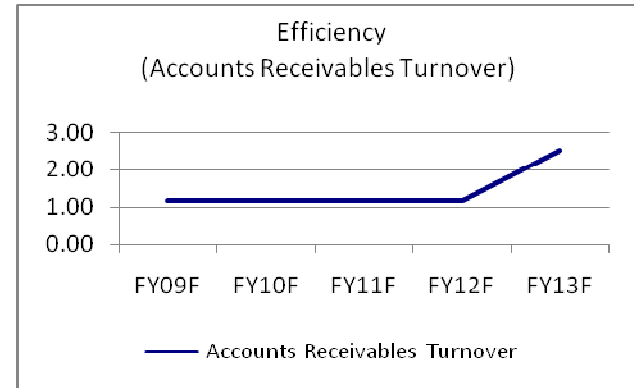 Efficiency
(Accounts Receivables Turnover)
3.00
2.00
1.00
0.00
FY09F FY10F FY11F FY12F FY13F
Accounts Receivables Turnover